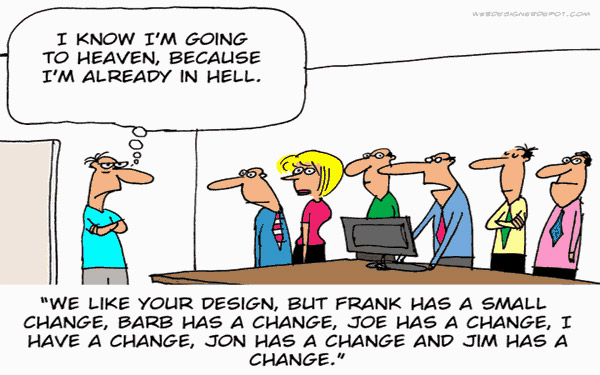 WEBDESIGNERDEPOT.COM
I KNOW I'M GOING
TO HEAVEN, BECAUSE
I'M ALREADY IN HELL.
"WE LIKE YOUR DESIGN, BUT FRANK HAS A SMALL
CHANGE, BARB HAS A CHANGE, JOE HAS A CHANGE, I
HAVE A CHANGE, JON HAS A CHANGE AND JIM HAS A
CHANGE."